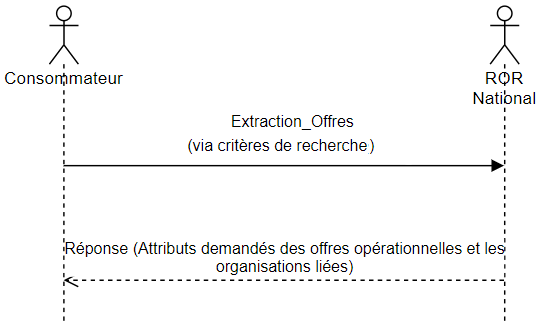 Consommateur
ROR
National
Extraction_Offres
(via critères de recherche)
Réponse (Attributs demandés des offres opérationnelles et les
organisations liées)